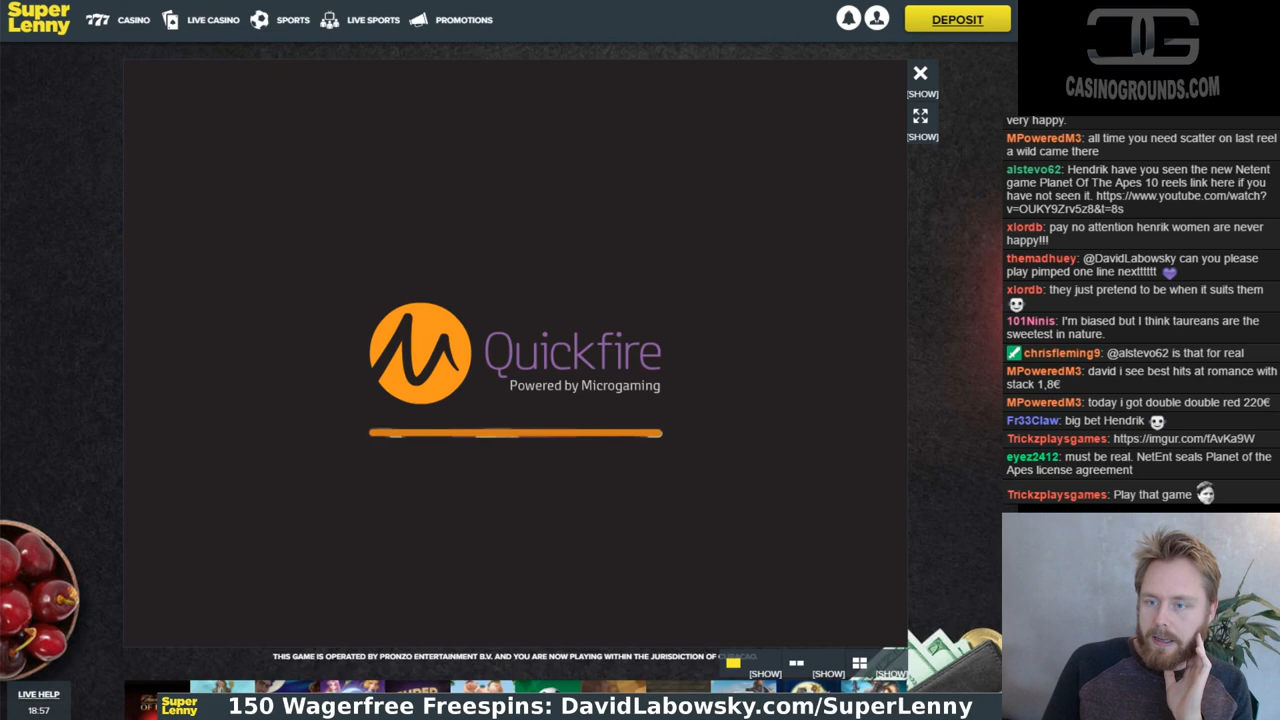 Super
Lenny
777 CASINO
LIVE CASINO
SPORTS
LIVE SPORTS
PROMOTIONS
DEPOSIT
CASINOGROUNDS.COM
[SHOW]
[SHOW]
very happy.
MPoweredM3: all time you need scatter on last reel
a wild came there
alstevo62: Hendrik have you seen the new Netent
game Planet Of The Apes 10 reels link here if you
have not seen it. https://www.youtube.com/watch?
v=OUKY9Zrv5z8&t=8s
xlordb: pay no attention henrik women are never
happy!!!
themadhuey: @DavidLabowsky can you please
play pimped one line nextttttt
xlordb: they just pretend to be when it suits them
101Ninis: I'm biased but I think taureans are the
sweetest in nature.
chrisfleming9: @alstevo62 is that for real
MPoweredM3: david i see best hits at romance with
stack 1,8€
MPoweredM3: today i got double double red 220€
Fr33Claw: big bet Hendrik
Trickzplaysgames: https://imgur.com/fAvKa9W
eyez2412: must be real. NetEnt seals Planet of the
Apes license agreement
Trickzplaysgames: Play that game
Quickfire
Powered by Microgaming
THIS GAME IS OPERATED BY PRONZO ENTERTAINMENT B.V. AND YOU ARE NOW PLAYING WITHIN THE JURISDICTION OF
[SHOW]
[SHOW]
[SHOW]
LIVE HELP
18:57
Super
Lenny
150 Wagerfree Freespins: DavidLabowsky.com/SuperLenny